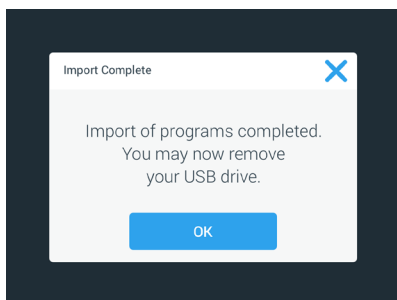 Import Complete
Import of programs completed.
You may now remove
your USB drive.
OK